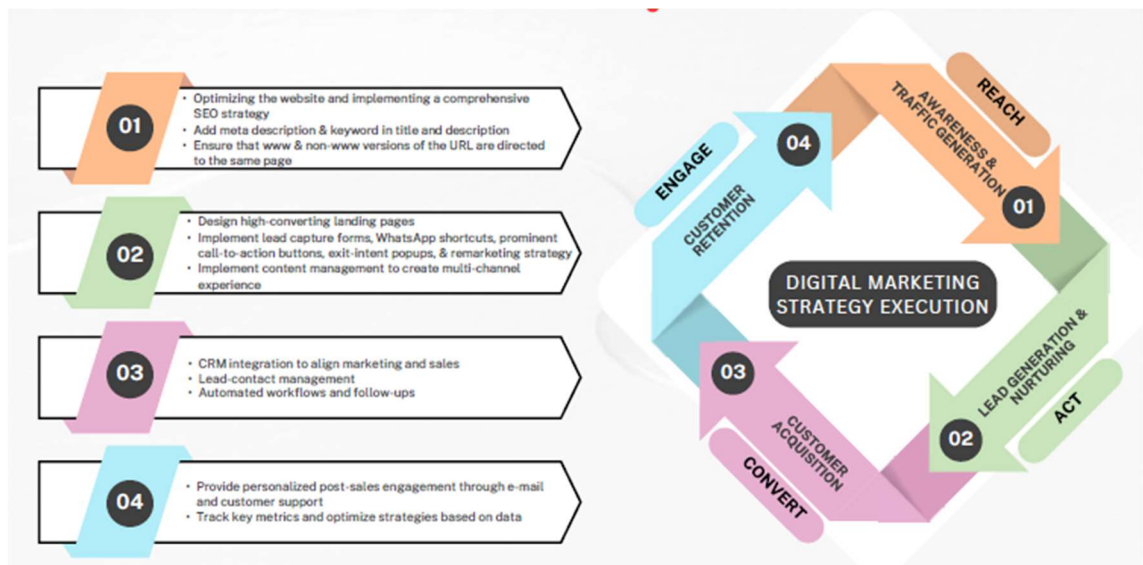 01
• Optimizing the website and implementing a comprehensive
SEO strategy
• Add meta description & keyword in title and description
• Ensure that www & non-www versions of the URL are directed
to the same page
02
• Design high-converting landing pages
• Implement lead capture forms, WhatsApp shortcuts, prominent
call-to-action buttons, exit-intent popups, & remarketing strategy
• Implement content management to create multi-channel
experience
03
• CRM integration to align marketing and sales
• Lead-contact management
• Automated workflows and follow-ups
04
• Provide personalized post-sales engagement through e-mail
and customer support
• Track key metrics and optimize strategies based on data
DIGITAL MARKETING
STRATEGY EXECUTION
REACH
AWARENESS &
TRAFFIC GENERATION
01
ACT
LEAD GENERATION &
NURTURING
02
CONVERT
CUSTOMER
ACQUISITION
03
ENGAGE
CUSTOMER
RETENTION
04